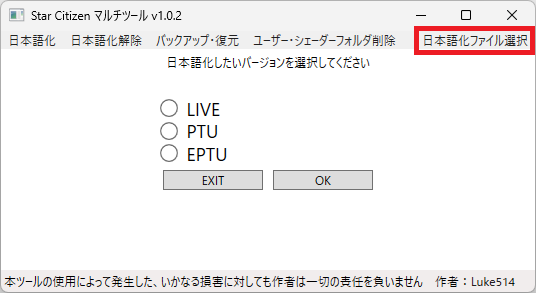 Star Citizen マルチツール v1.0.2
日本語化 日本語化解除 バックアップ・復元 ユーザー・シェーダーフォルダ削除 日本語化ファイル選択
日本語化したいバージョンを選択してください
LIVE
PTU
EPTU
EXIT OK
本ツールの使用によって発生した、いかなる損害に対しても作者は一切の責任を負いません 作者：Luke514